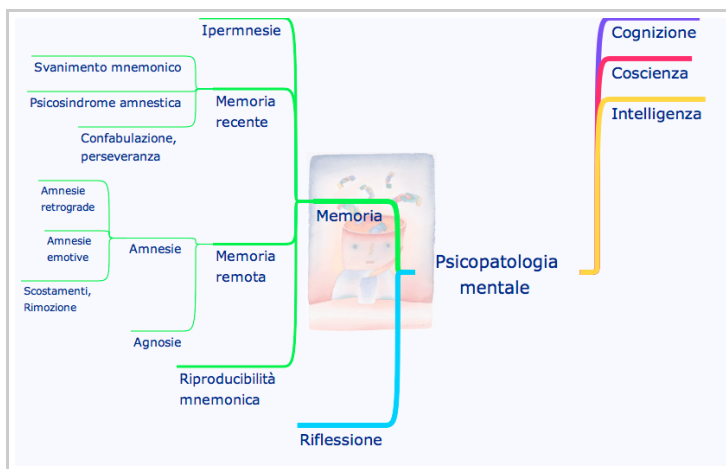 Ipermnesie
Svanimento mnemonico
Psicosindrome amnestica
Confabulazione,
perseveranza
Memoria
recente
Amnesie
retrograde
Amnesie
emotive
Scostamenti,
Rimozione
Amnesie
Agnosie
Memoria
remota
Riproducibilità
mnemonica
Memoria
Riflessione
Psicopatologia
mentale
Cognizione
Coscienza
Intelligenza